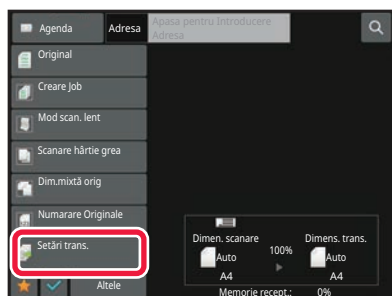 Agenda
Adresa
Apasa pentru Introducere
Adresa
Original
Creare Job
Mod scan. lent
Scanare hârtie grea
Dim.mixtă orig
Numarare Originale
Setări trans.
Altele
Dimen. scanare
Dimens. trans.
100%
Auto
Auto
A4
A4
Memorie recept.: 0%